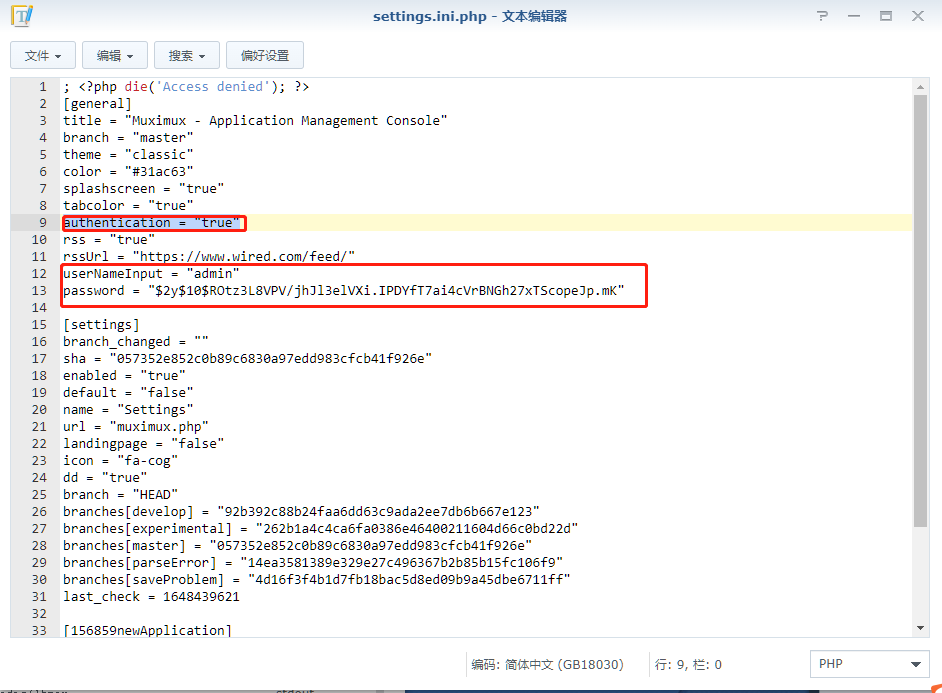 settings.ini.php - 文本编辑器
文件 编辑 搜索 偏好设置
1 ; <?php die('Access denied'); ?>
2 [general]
3 title = "Muximux - Application Management Console"
4 branch = "master"
5 theme = "classic"
6 color = "#31ac63"
7 splashscreen = "true"
8 tabcolor = "true"
9 authentication = "true"
10 rss = "true"
11 rssUrl = "https://www.wired.com/feed/"
12 userNameInput = "admin"
13 password = "$2y$10$ROtz3L8VPV/jhJl3elVXi.IPDYfT7ai4cVrBNGh27xTScopeJp.mK"
14
15 [settings]
16 branch_changed = ""
17 sha = "057352e852c0b89c6830a97edd983cfcb41f926e"
18 enabled = "true"
19 default = "false"
20 name = "Settings"
21 url = "muximux.php"
22 landingpage = "false"
23 icon = "fa-cog"
24 dd = "true"
25 branch = "HEAD"
26 branches[develop] = "92b392c88b24faa6dd63c9ada2ee7db6b667e123"
27 branches[experimental] = "262b1a4c4ca6fa0386e46400211604d66c0bd22d"
28 branches[master] = "057352e852c0b89c6830a97edd983cfcb41f926e"
29 branches[parseError] = "14ea3581389e329e27c496367b2b85b15fc106f9"
30 branches[saveProblem] = "4d16f3f4b1d7fb18bac5d8ed09b9a45dbe6711ff"
31 last_check = 1648439621
32
33 [156859newApplication]
编码: 简体中文 (GB18030) 行: 9, 栏: 0 PHP